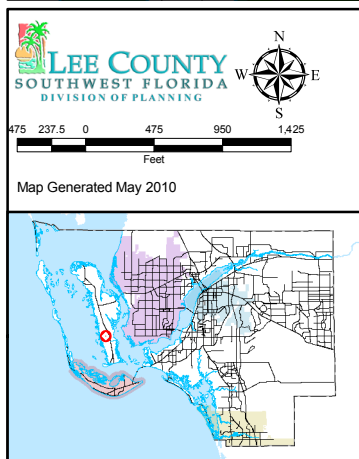 LEE COUNTY
SOUTHWEST FLORIDA
DIVISION OF PLANNING
N
W E
S
475 237.5 0 475 950 1,425
Feet
Map Generated May 2010